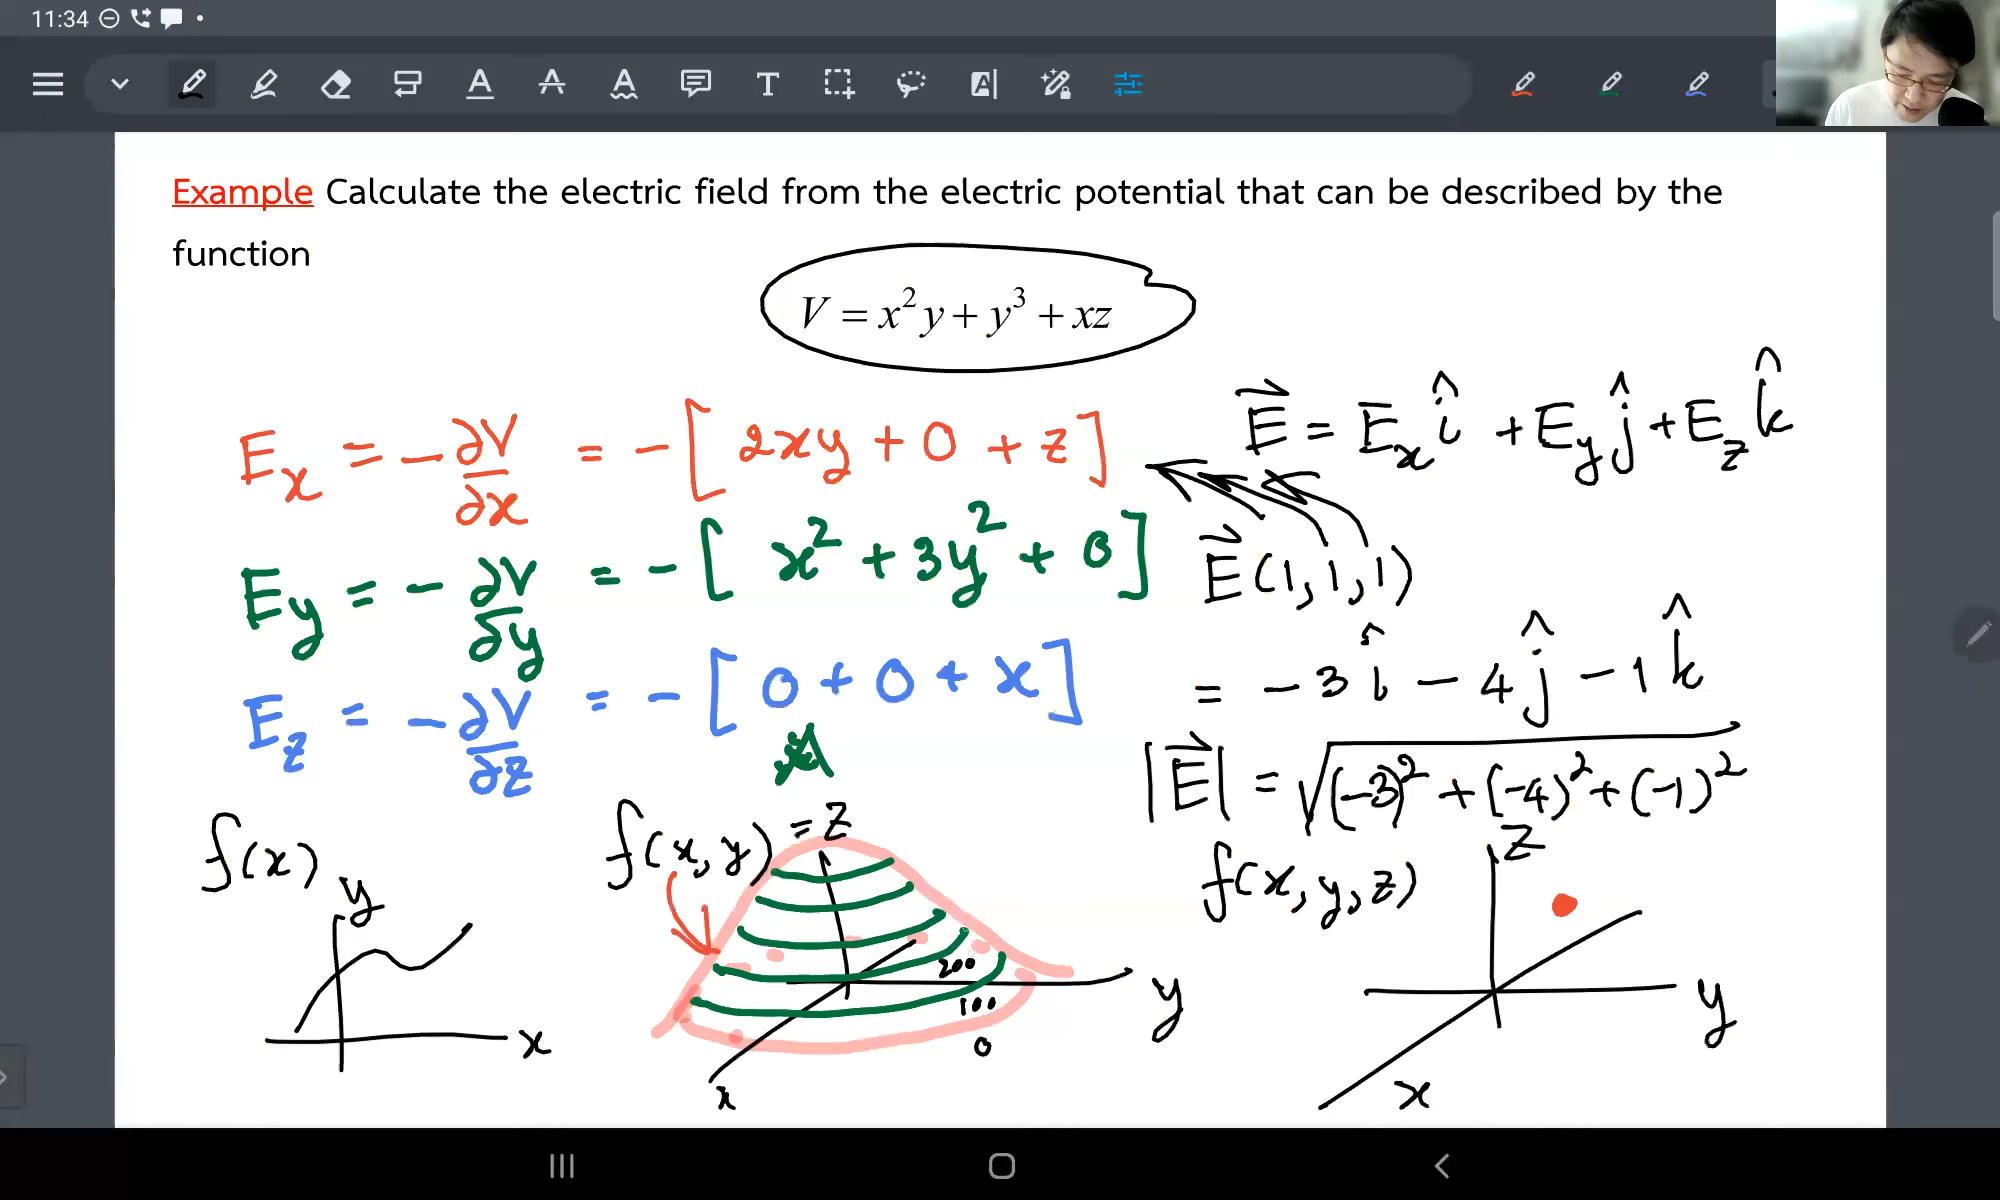 11:34
Example Calculate the electric field from the electric potential that can be described by the
function
V = x²y + y³ + xz
Ex = -∂V/∂x = -[2xy + 0 + z]
Ey = -∂V/∂y = -[x² + 3y² + 0]
Ez = -∂V/∂z = -[0 + 0 + x]
E⃗ = Ex î + Ey ĵ + Ez k̂
E⃗(1,1,1)
= -3 î - 4 ĵ - 1 k̂
|E⃗| = √((-3)² + (-4)² + (-1)²)
f(x)
y
x
f(x,y) = z
200
100
0
y
x
f(x,y,z)
z
y
x